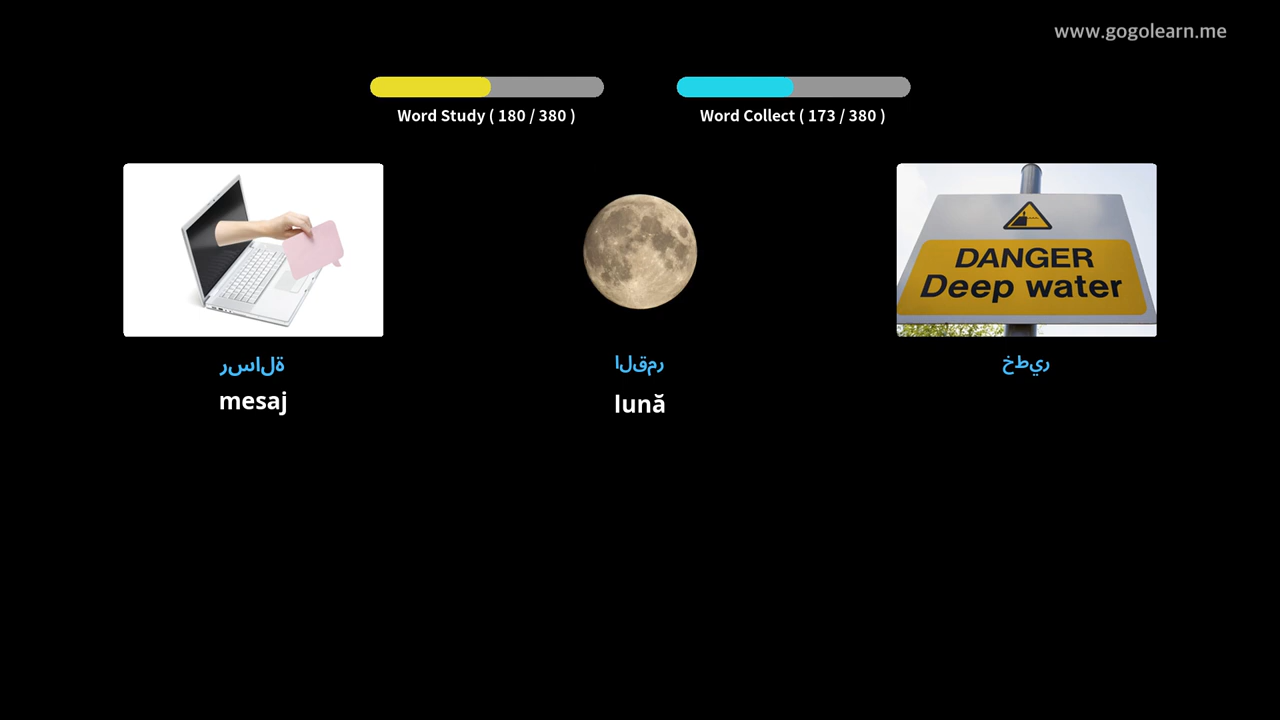 www.gogolearn.me
Word Study ( 180 / 380 )
Word Collect ( 173 / 380 )
DANGER
Deep water
رسالة
mesaj
القمر
lună
خطير